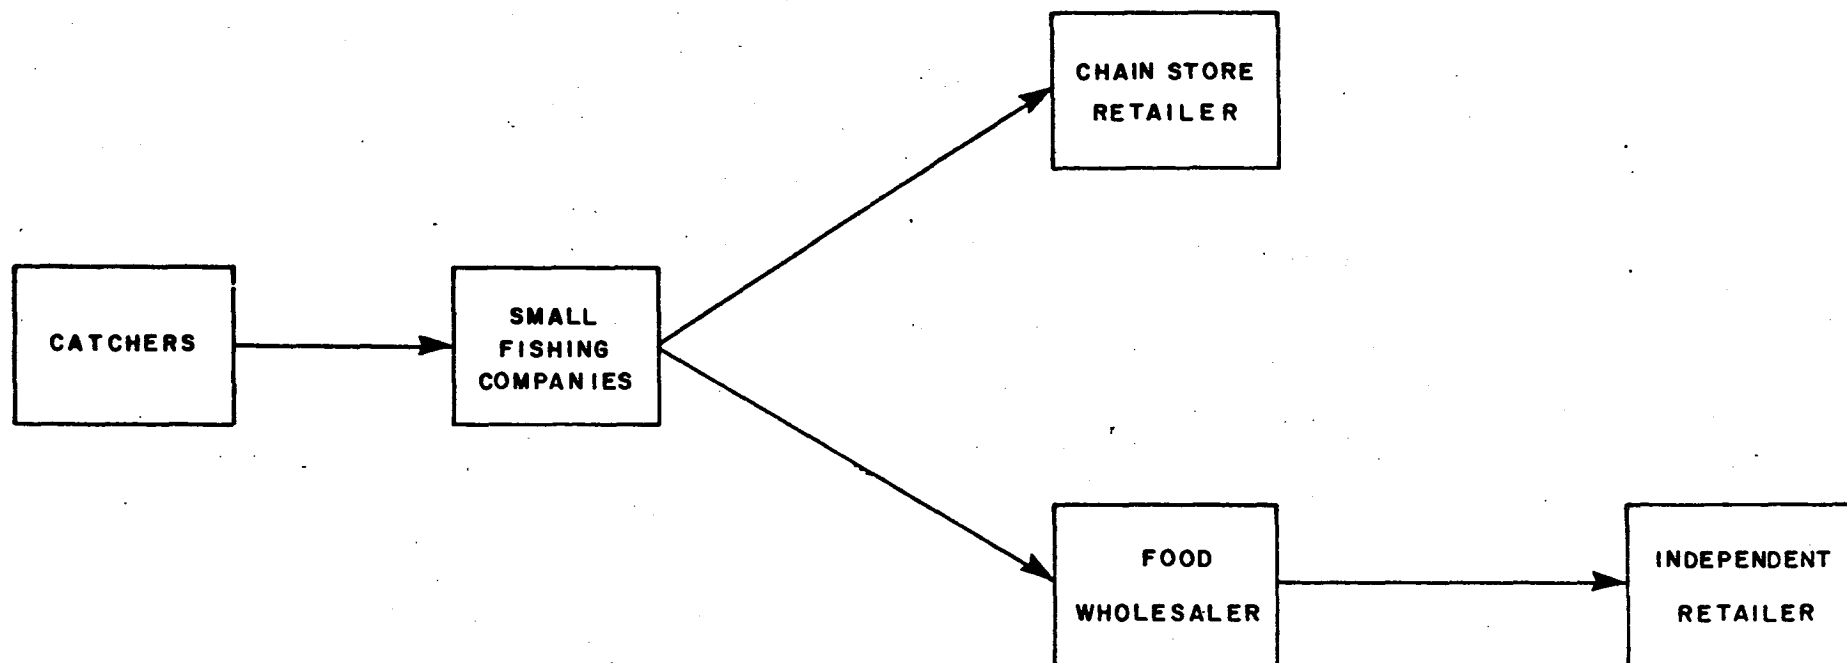 CHAIN STORE
RETAILER
CATCHERS
SMALL
FISHING
COMPANIES
FOOD
WHOLESALER
INDEPENDENT
RETAILER